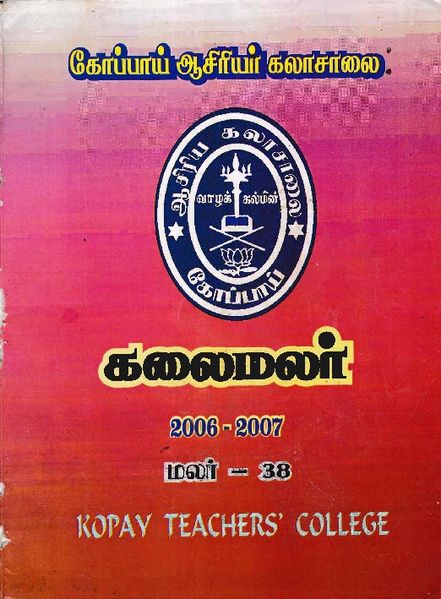 கோப்பாய் ஆசிரியர் கலாசாலை
ஆசிரிய கலாசாலை
வாழக் கல்மின்
கோப்பாய்
கலைமலர்
2006 - 2007
மலர் - 38
KOPAY TEACHERS' COLLEGE